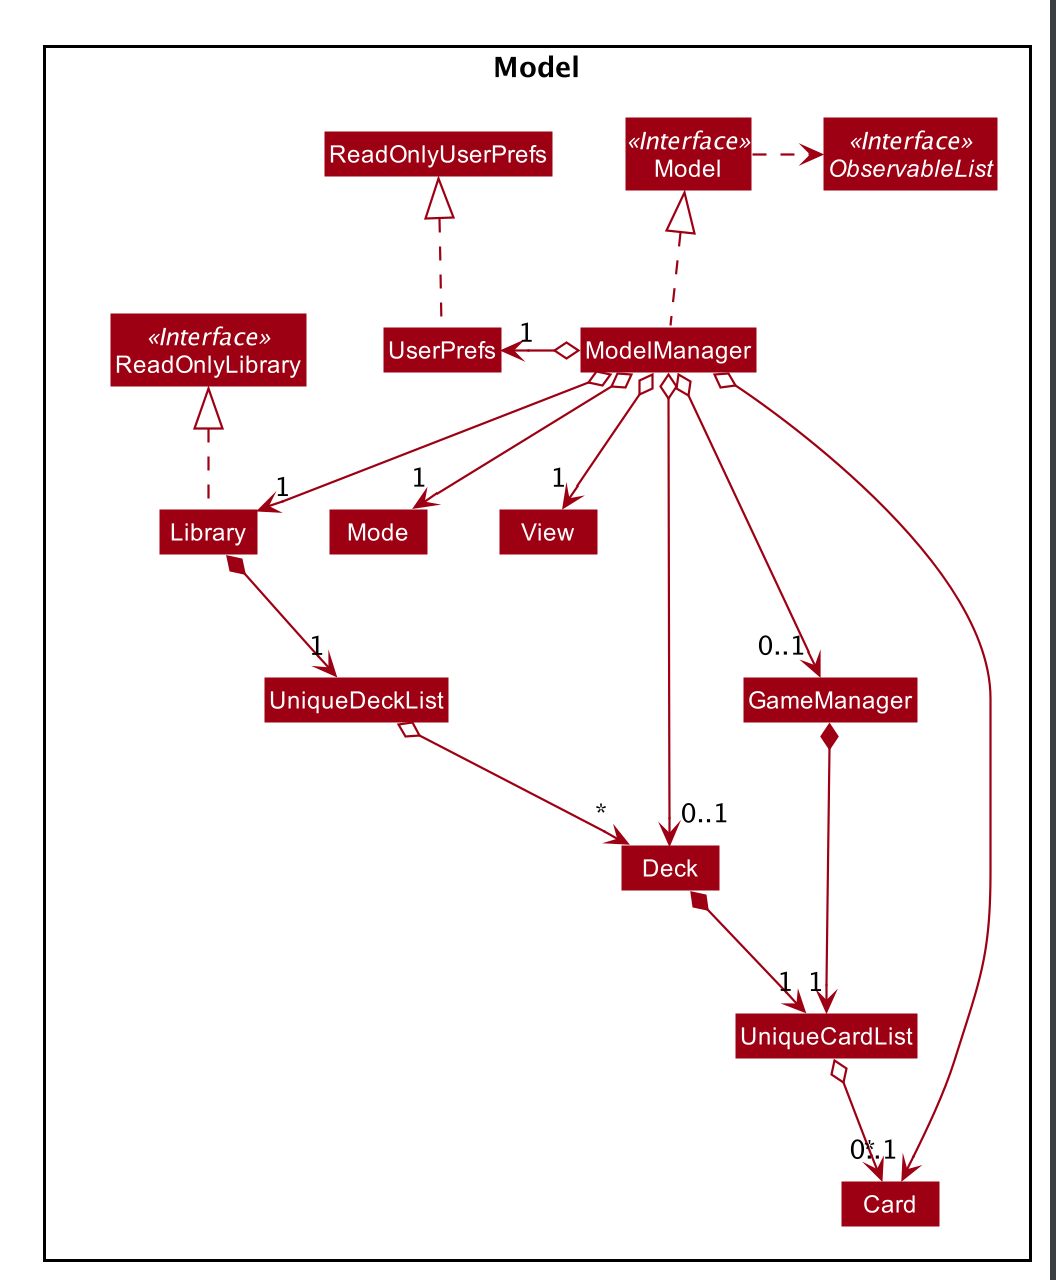 Model
ReadOnlyUserPrefs
«Interface»
Model
«Interface»
ObservableList
«Interface»
ReadOnlyLibrary
UserPrefs
1
ModelManager
1
1
1
Library
Mode
View
1
0..1
UniqueDeckList
GameManager
*
0..1
Deck
1
1
UniqueCardList
*
0..1
Card